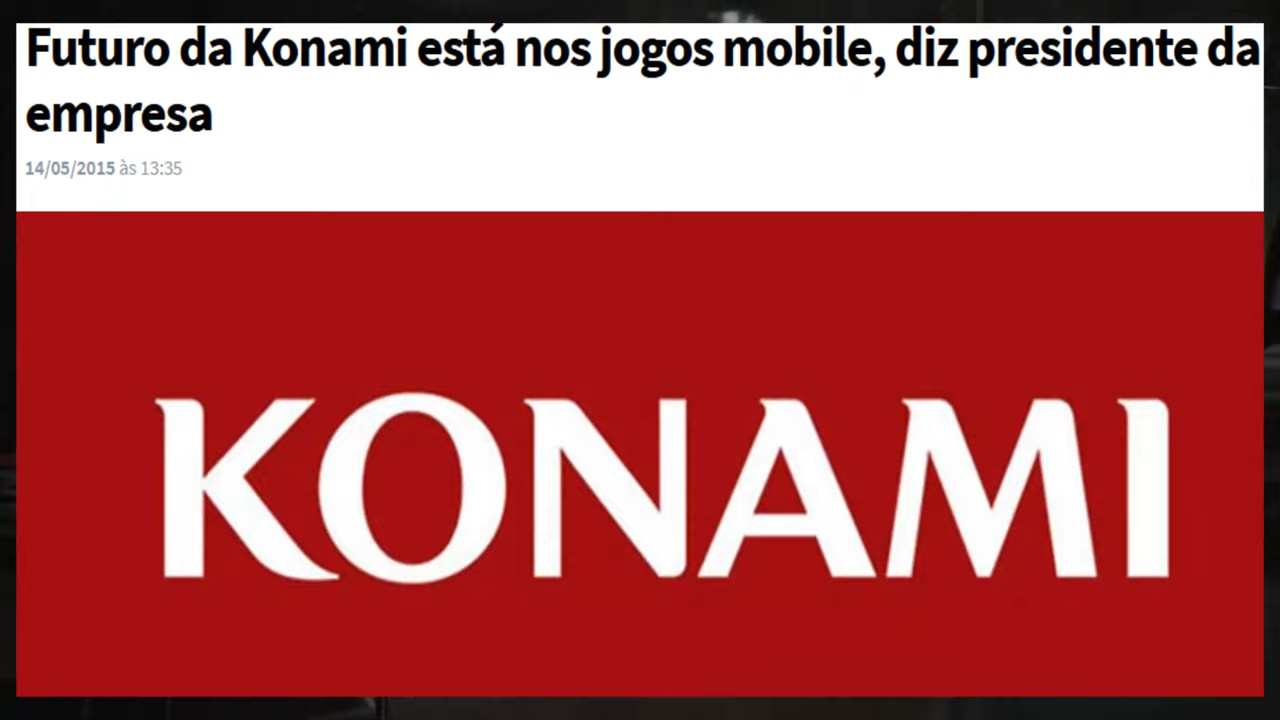 Futuro da Konami está nos jogos mobile, diz presidente da
empresa
14/05/2015 às 13:35
KONAMI